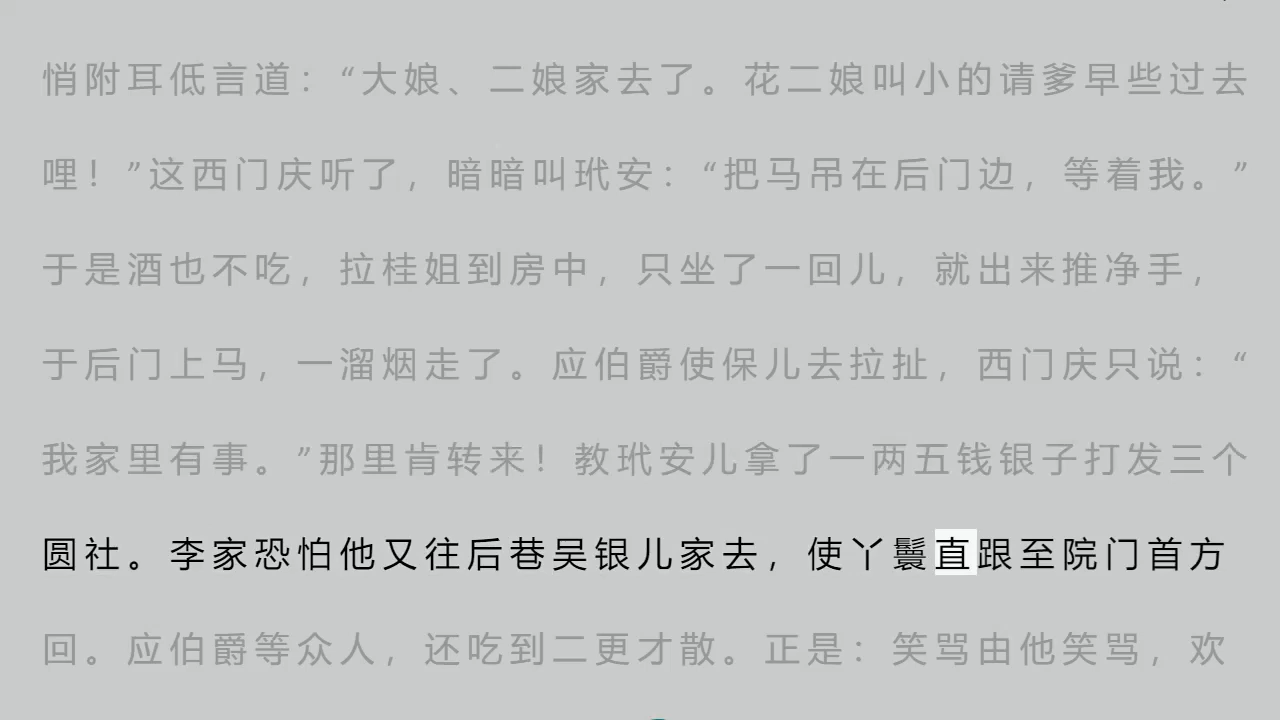 悄附耳低言道：“大娘、二娘家去了。花二娘叫小的请爹早些过去
哩！”这西门庆听了，暗暗叫玳安：“把马吊在后门边，等着我。”
于是酒也不吃，拉桂姐到房中，只坐了一回儿，就出来推净手，
于后门上马，一溜烟走了。应伯爵使保儿去拉扯，西门庆只说：“
我家里有事。”那里肯转来！教玳安儿拿了一两五钱银子打发三个
圆社。李家恐怕他又往后巷吴银儿家去，使丫鬟直跟至院门首方
回。应伯爵等众人，还吃到二更才散。正是：笑骂由他笑骂，欢